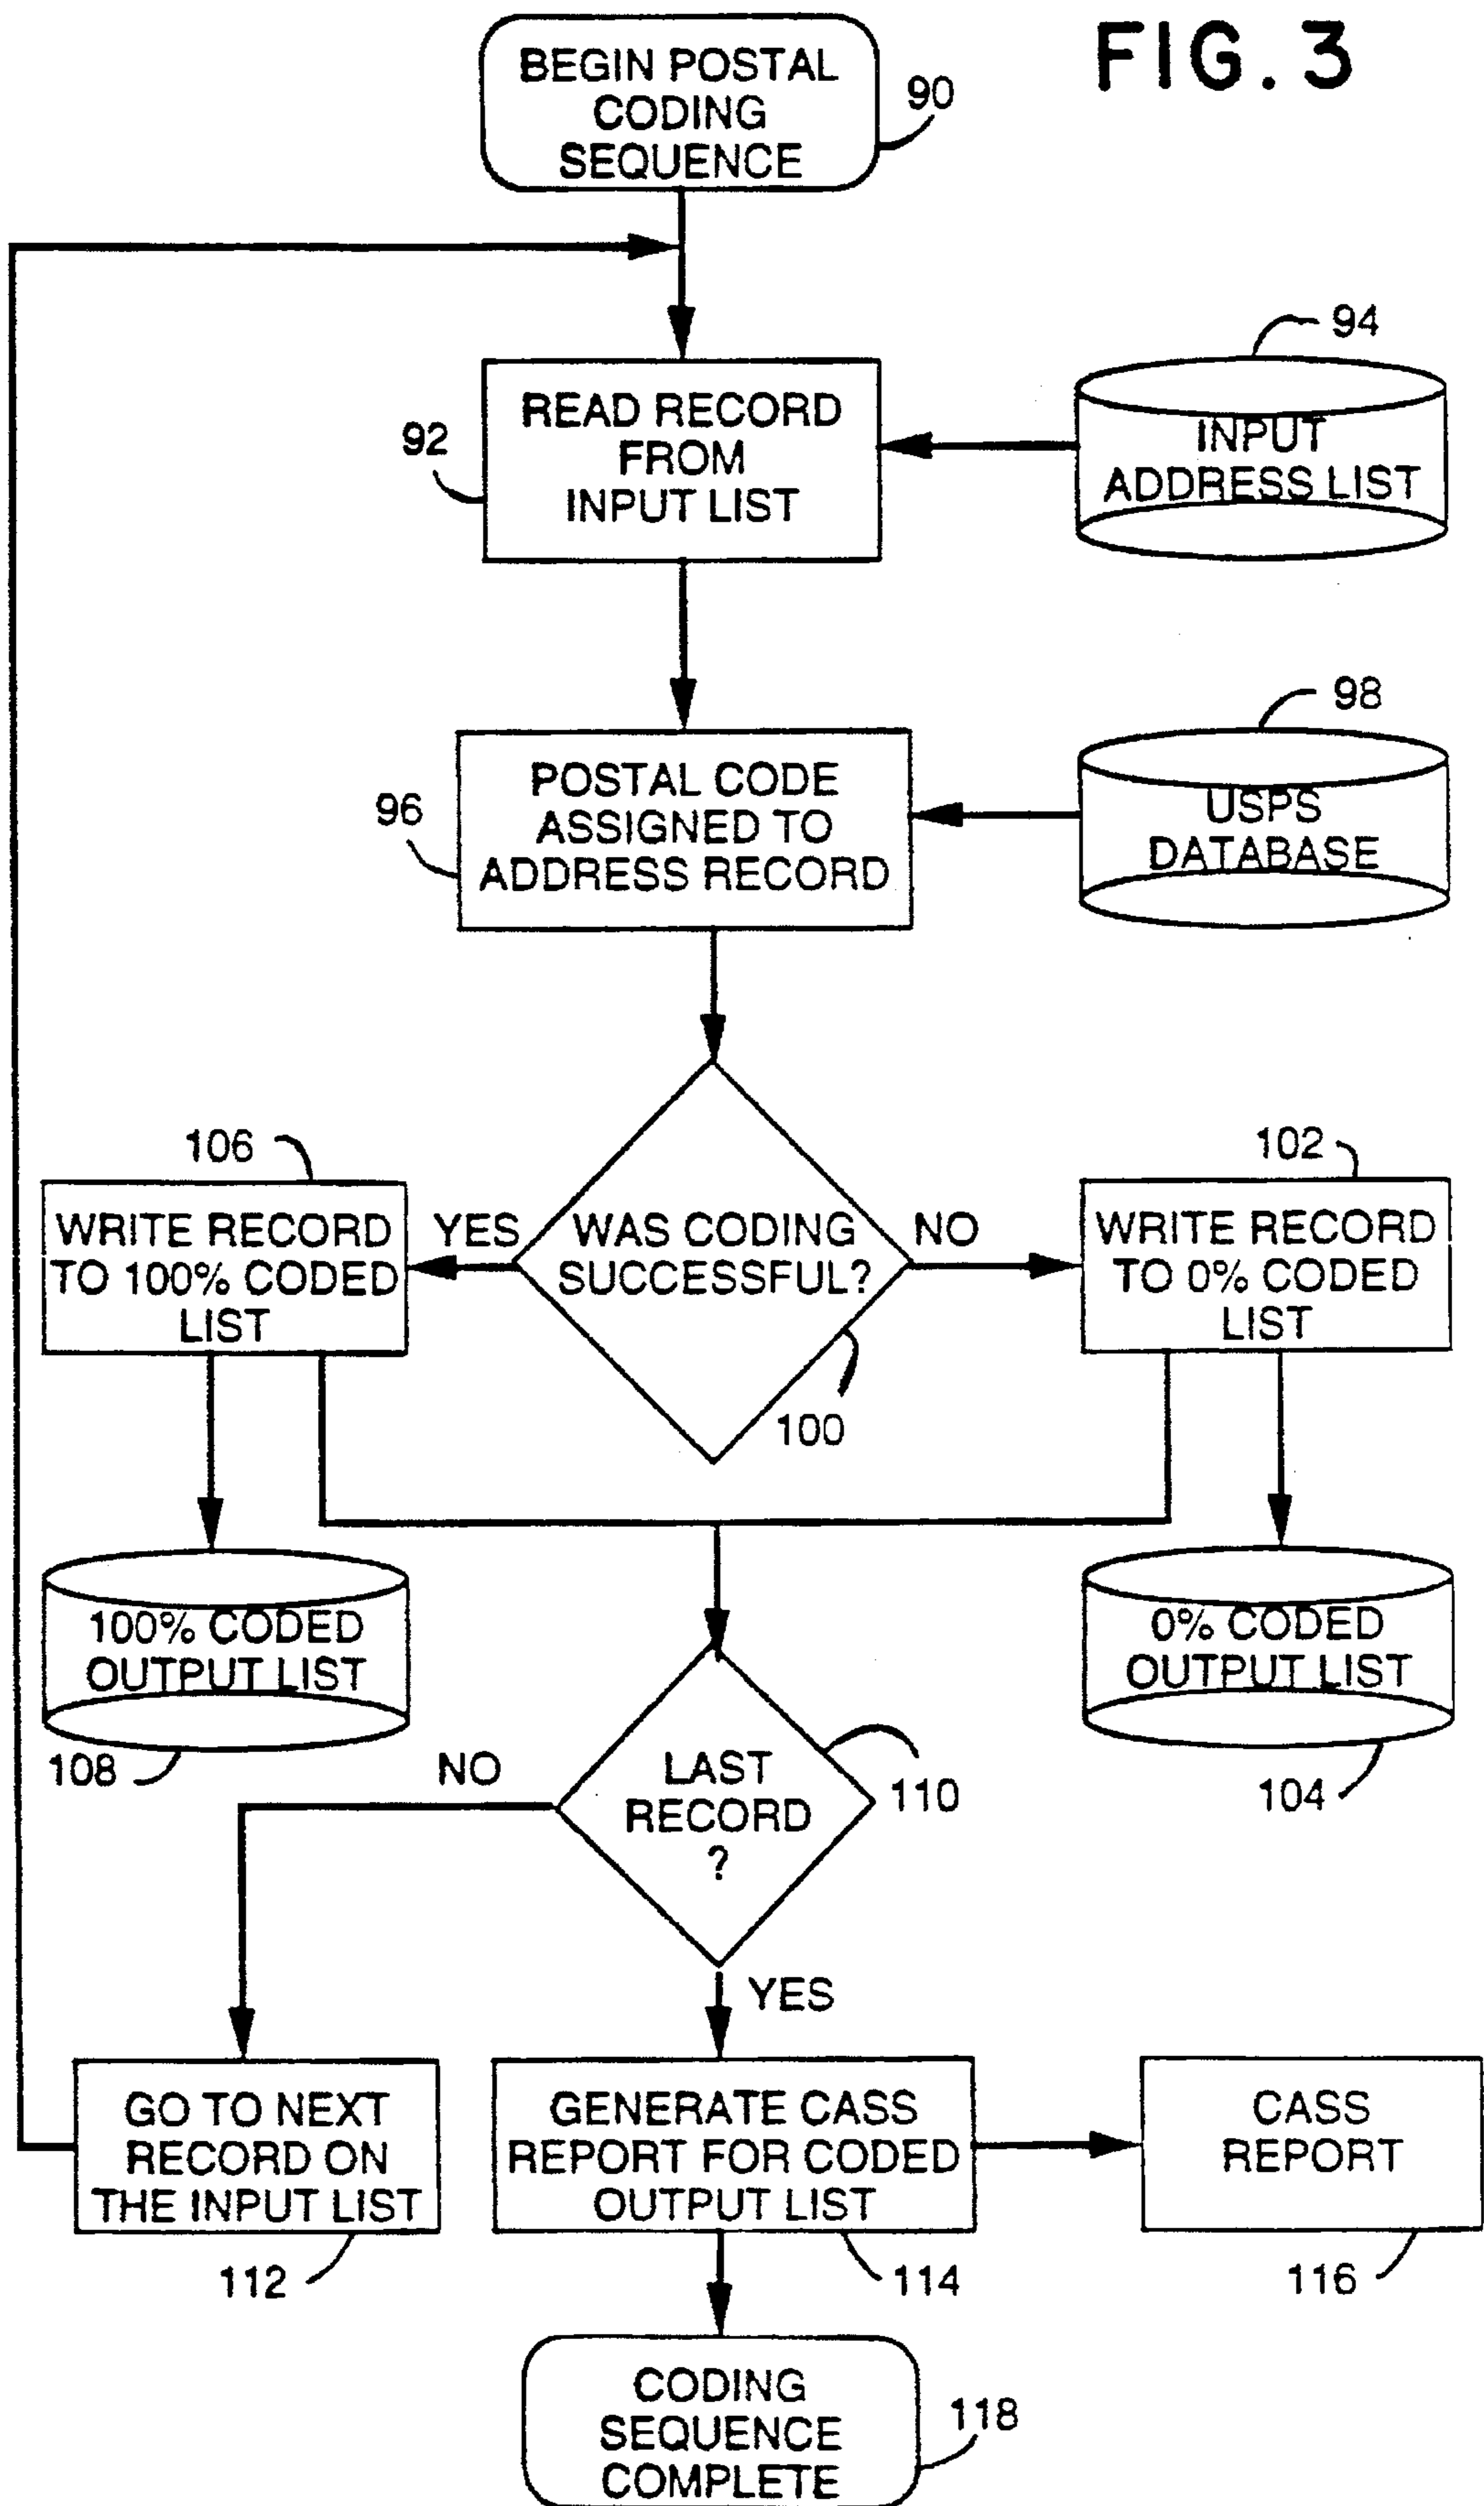 FIG. 3
BEGIN POSTAL
CODING
SEQUENCE
90
94
READ RECORD
FROM
INPUT LIST
92
INPUT
ADDRESS LIST
98
POSTAL CODE
ASSIGNED TO
ADDRESS RECORD
96
USPS
DATABASE
106
102
WRITE RECORD
TO 100% CODED
LIST
YES
WAS CODING
SUCCESSFUL?
NO
WRITE RECORD
TO 0% CODED
LIST
100
100% CODED
OUTPUT LIST
0% CODED
OUTPUT LIST
108
NO
LAST
RECORD
?
110
104
YES
GO TO NEXT
RECORD ON
THE INPUT LIST
GENERATE CASS
REPORT FOR CODED
OUTPUT LIST
CASS
REPORT
112
114
116
CODING
SEQUENCE
COMPLETE
118